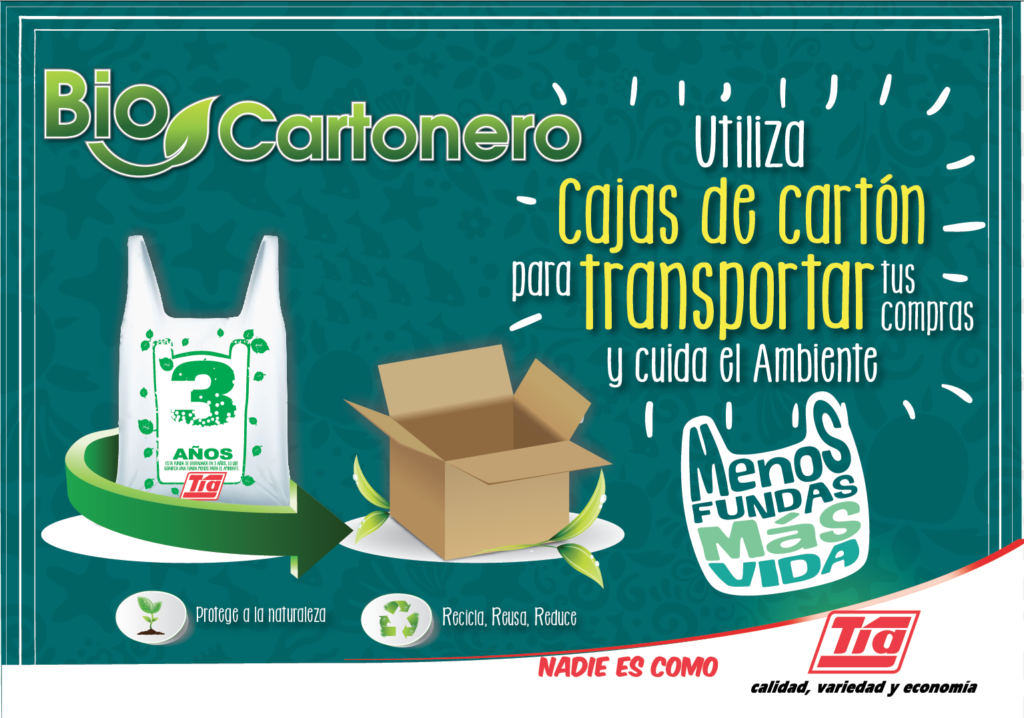 Bio Cartonero
Utiliza
Cajas de cartón
para transportar tus compras
y cuida el Ambiente
3
AÑOS
Tía
Menos
FUNDAS
Más
VIDA
Protege a la naturaleza
Recicla, Reusa, Reduce
NADIE ES COMO
Tía
calidad, variedad y economía